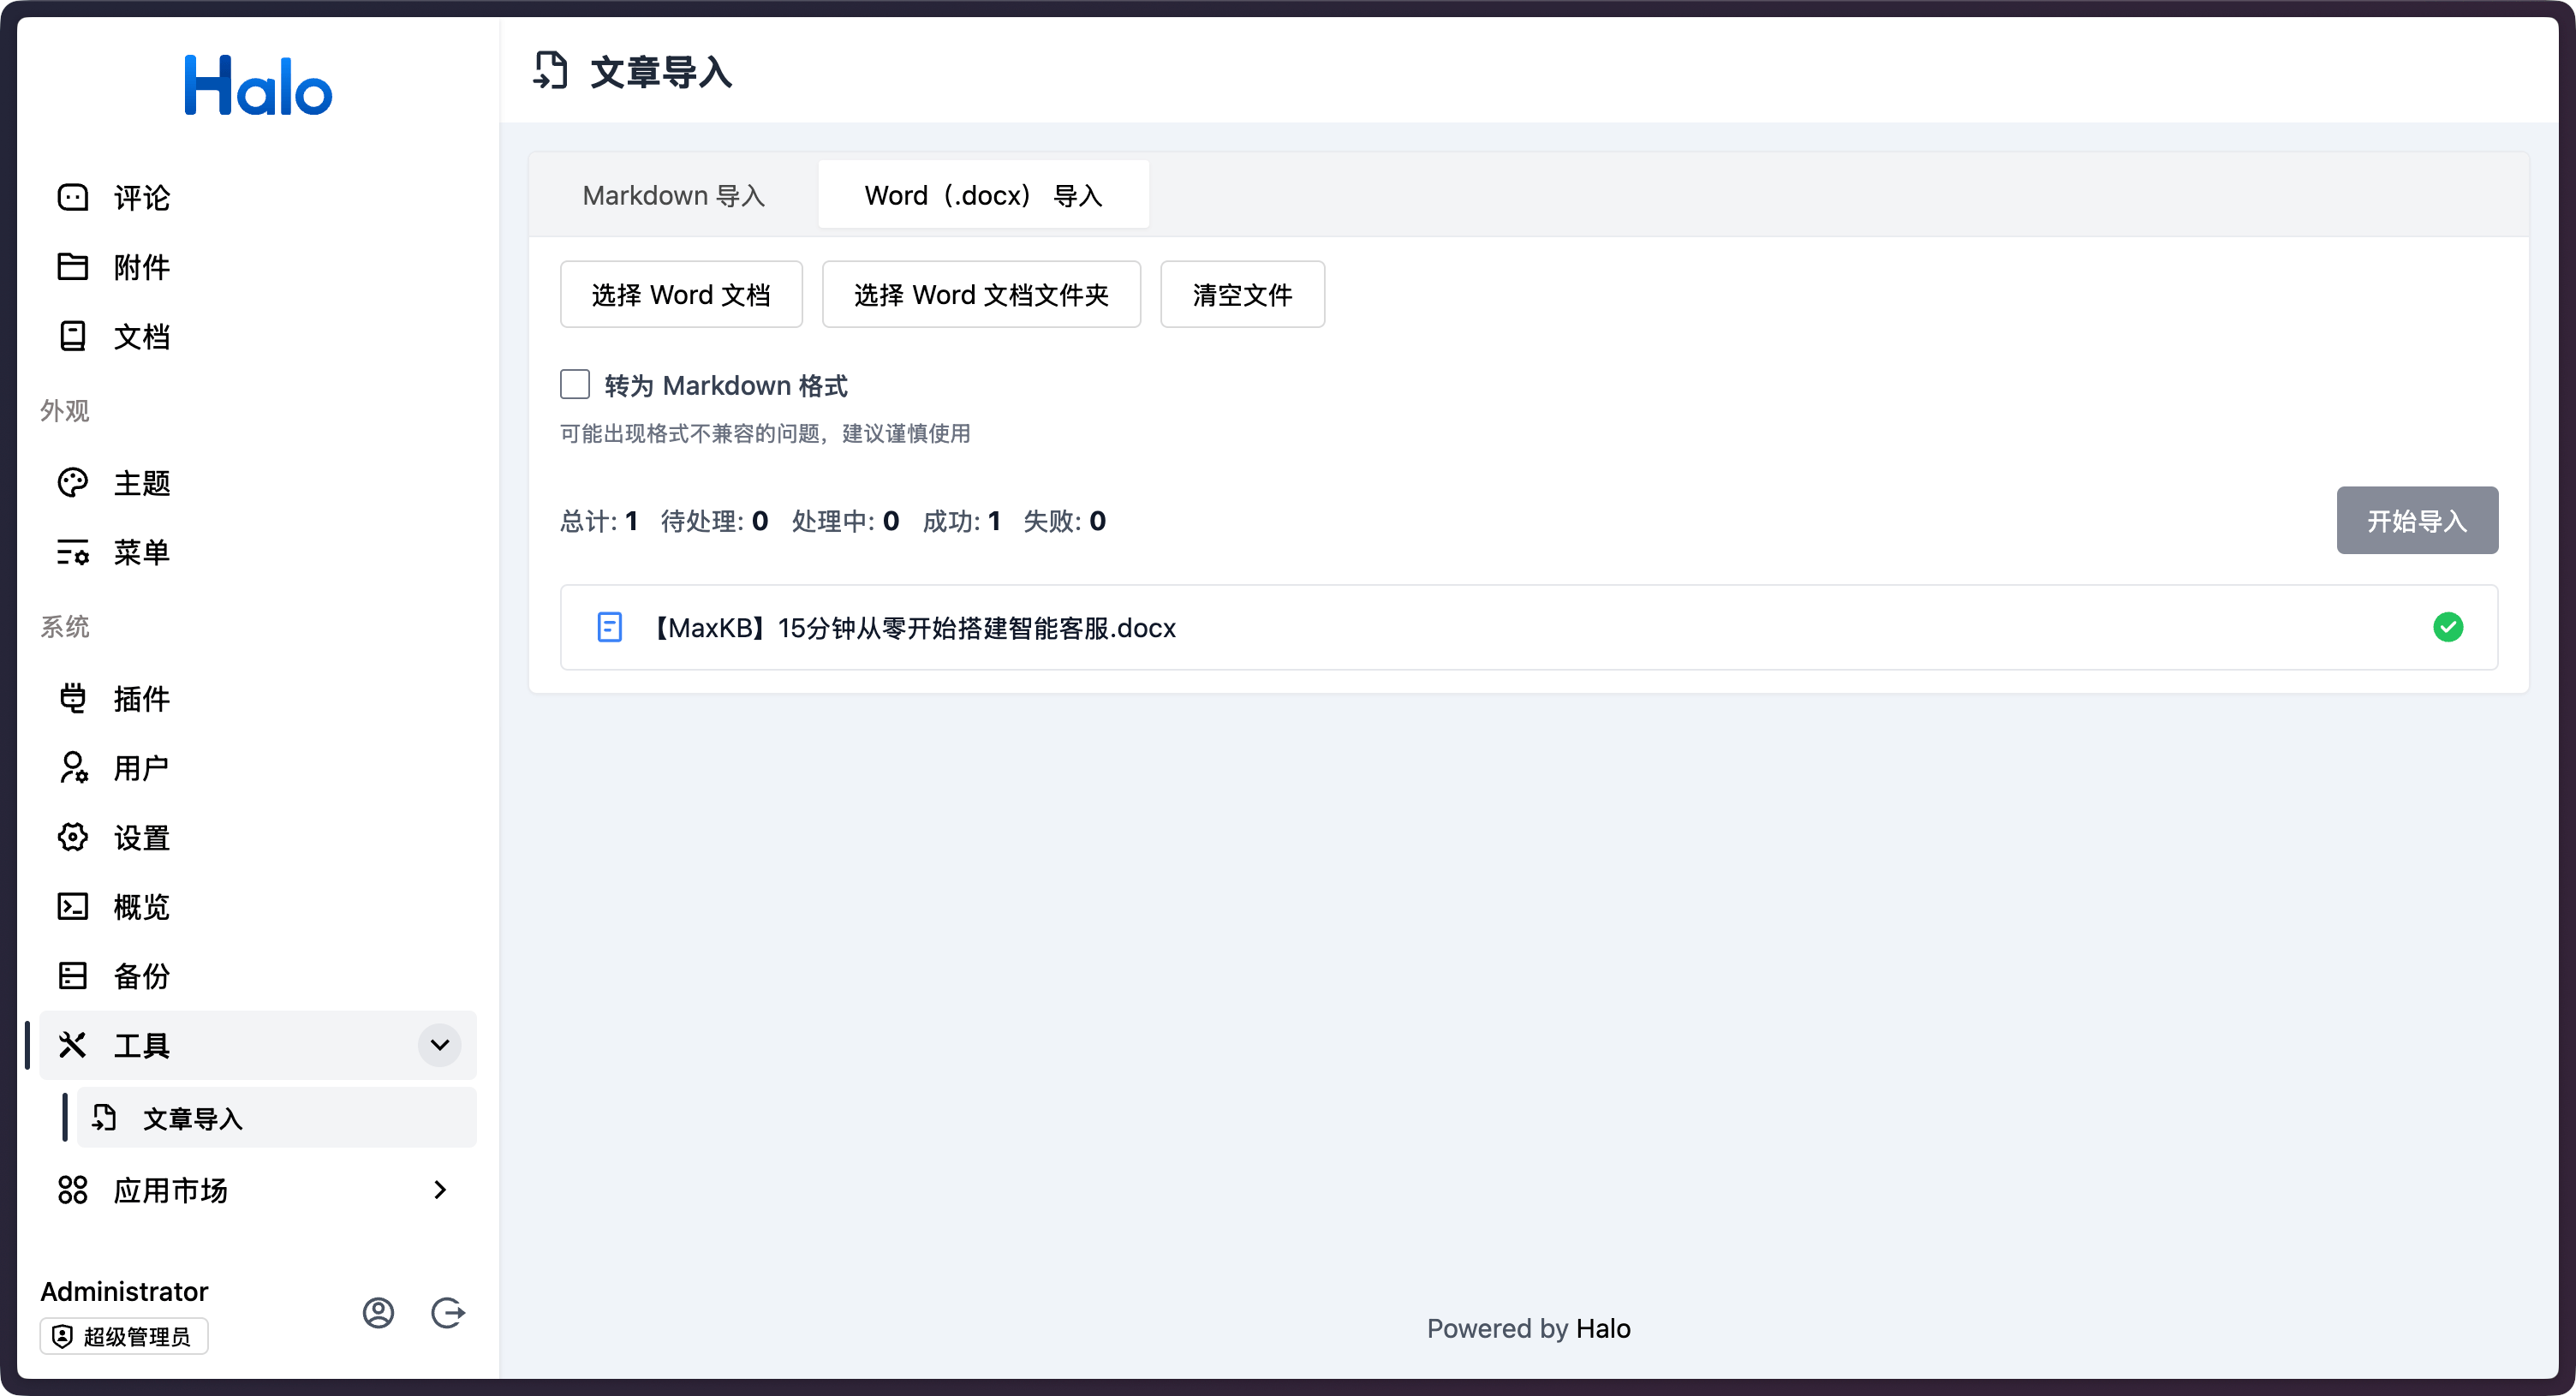 Halo
评论
附件
文档
外观
主题
菜单
系统
插件
用户
设置
概览
备份
工具
文章导入
应用市场
Administrator
超级管理员
文章导入
Markdown 导入
Word（.docx） 导入
选择 Word 文档
选择 Word 文档文件夹
清空文件
转为 Markdown 格式
可能出现格式不兼容的问题，建议谨慎使用
总计: 1 待处理: 0 处理中: 0 成功: 1 失败: 0
开始导入
【MaxKB】15分钟从零开始搭建智能客服.docx
Powered by Halo